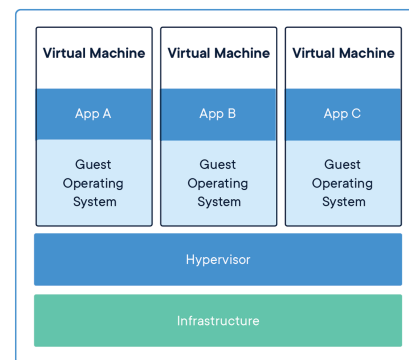 Virtual Machine
App A
Guest
Operating
System
Virtual Machine
App B
Guest
Operating
System
Virtual Machine
App C
Guest
Operating
System
Hypervisor
Infrastructure